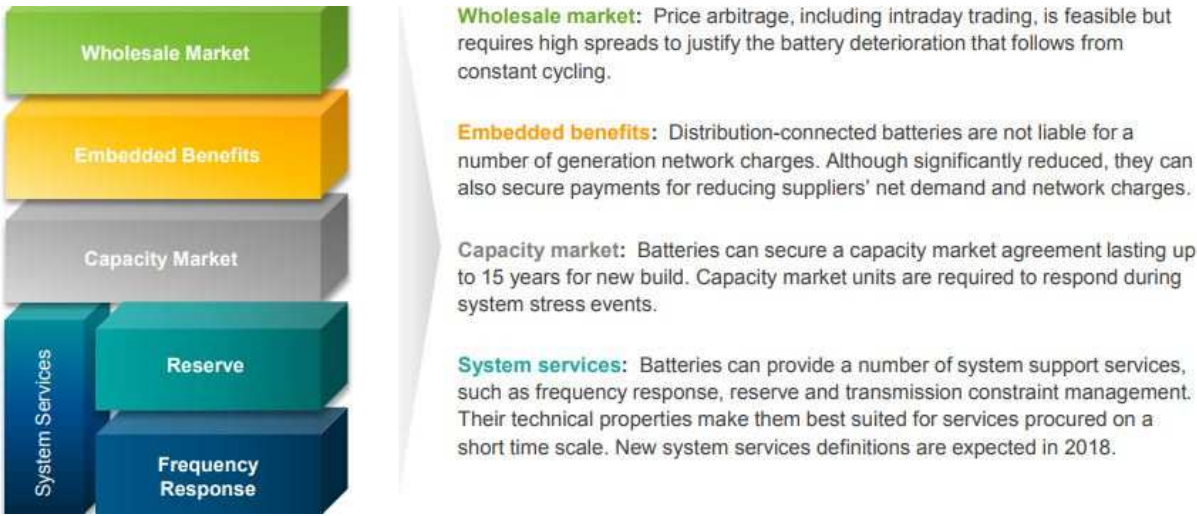 Wholesale Market
Embedded Benefits
Capacity Market
System Services
Reserve
Frequency
Response
Wholesale market: Price arbitrage, including intraday trading, is feasible but
requires high spreads to justify the battery deterioration that follows from
constant cycling.
Embedded benefits: Distribution-connected batteries are not liable for a
number of generation network charges. Although significantly reduced, they can
also secure payments for reducing suppliers' net demand and network charges.
Capacity market: Batteries can secure a capacity market agreement lasting up
to 15 years for new build. Capacity market units are required to respond during
system stress events.
System services: Batteries can provide a number of system support services,
such as frequency response, reserve and transmission constraint management.
Their technical properties make them best suited for services procured on a
short time scale. New system services definitions are expected in 2018.